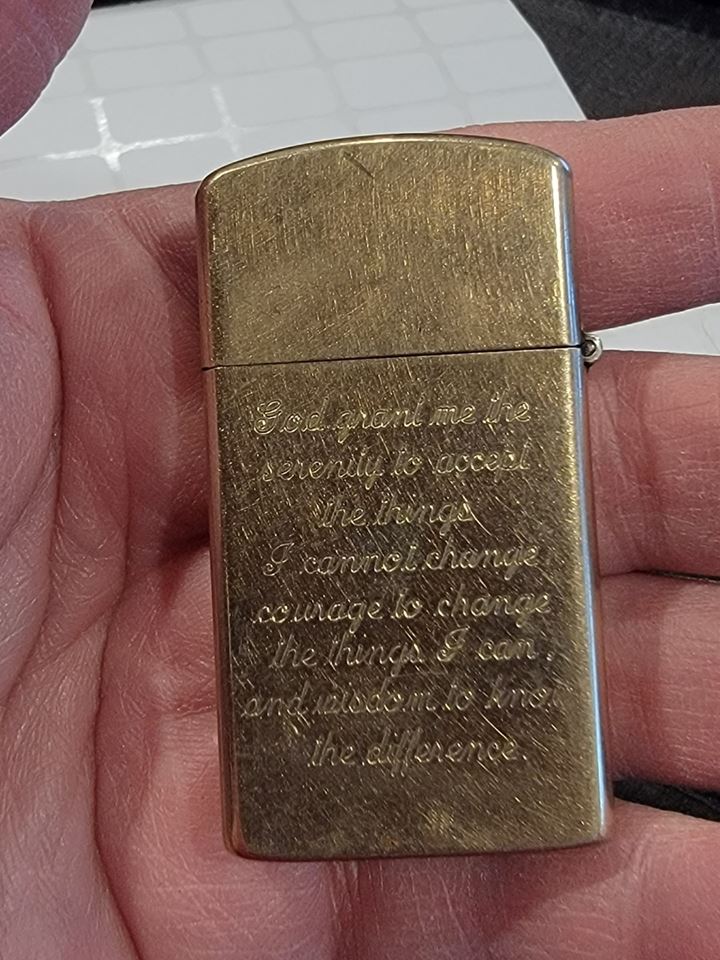 God grant me the
serenity to accept
the things
I cannot change
courage to change
the things I can
and wisdom to know
the difference.